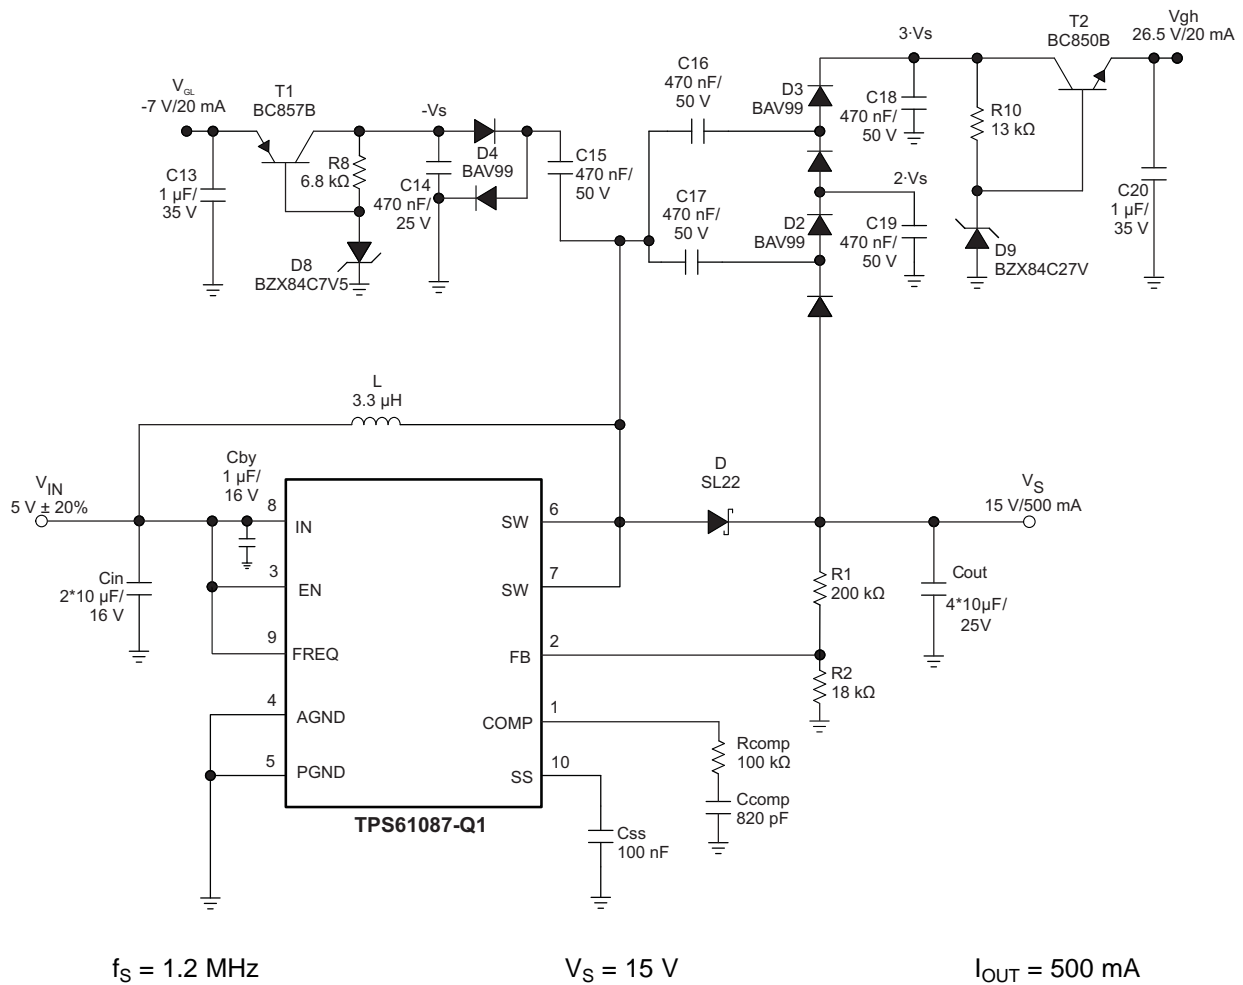 V_GL
-7 V/20 mA
T1
BC857B
C13
1 µF/
35 V
R8
6.8 kΩ
D8
BZX84C7V5
-Vs
C14
470 nF/
25 V
D4
BAV99
C15
470 nF/
50 V
C16
470 nF/
50 V
C17
470 nF/
50 V
D3
BAV99
D2
BAV99
3·Vs
C18
470 nF/
50 V
2·Vs
C19
470 nF/
50 V
R10
13 kΩ
D9
BZX84C27V
T2
BC850B
Vgh
26.5 V/20 mA
C20
1 µF/
35 V
L
3.3 µH
V_IN
5 V ± 20%
Cin
2*10 µF/
16 V
Cby
1 µF/
16 V
8
IN
3
EN
9
FREQ
4
AGND
5
PGND
SW
6
SW
7
FB
2
COMP
1
SS
10
TPS61087-Q1
D
SL22
V_S
15 V/500 mA
R1
200 kΩ
R2
18 kΩ
Cout
4*10µF/
25V
Rcomp
100 kΩ
Ccomp
820 pF
Css
100 nF
f_S = 1.2 MHz
V_S = 15 V
I_OUT = 500 mA